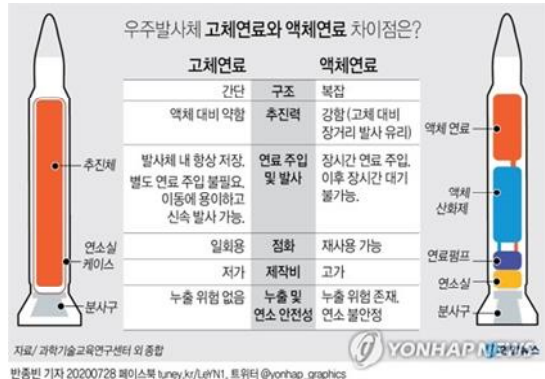 우주발사체 고체연료와 액체연료 차이점은?
고체연료
액체연료
간단
구조
복잡
액체 대비 약함
추진력
강함(고체 대비
장거리 발사 유리)
발사체 내 항상 저장.
별도 연료 주입 불필요.
이동에 용이하고
신속 발사 가능.
연료 주입
및 발사
장시간 연료 주입.
이후 장시간 대기
불가능.
일회용
점화
재사용 가능
저가
제작비
고가
누출 위험 없음
누출 및
연소 안전성
누출 위험 존재.
연소 불안정
추진체
연소실
케이스
분사구
액체 연료
액체
산화제
연료펌프
연소실
분사구
자료/ 과학기술교육연구센터 외 종합
YONHAP NEWS
연합뉴스
반종빈 기자 20200728 페이스북 tuney.kr/LeYN1, 트위터 @yonhap_graphics